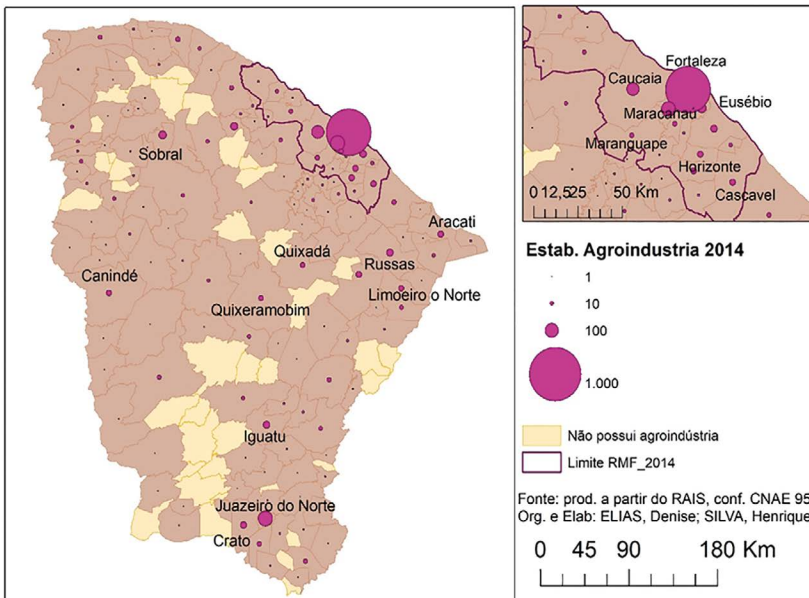 Sobral
Aracati
Quixadá
Russas
Canindé
Limoeiro o Norte
Quixeramobim
Iguatu
Juazeiro do Norte
Crato
Fortaleza
Caucaia
Eusébio
Maracanaú
Maranguape
Horizonte
Cascavel
0 12,525 50 Km
Estab. Agroindustria 2014
1
10
100
1.000
Não possui agroindústria
Limite RMF_2014
Fonte: prod. a partir do RAIS, conf. CNAE 95
Org. e Elab: ELIAS, Denise; SILVA, Henrique
0 45 90 180 Km